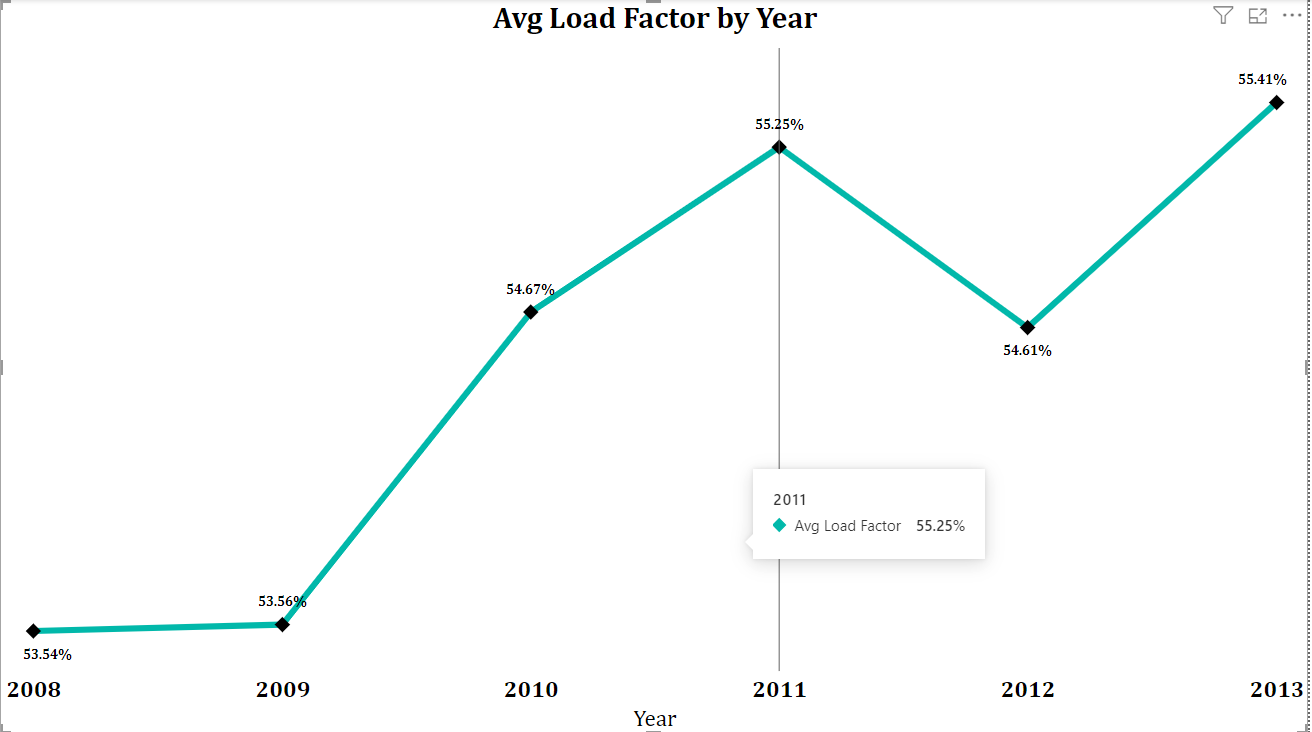 Avg Load Factor by Year
55.41%
55.25%
54.67%
54.61%
2011
Avg Load Factor 55.25%
53.56%
53.54%
2008 2009 2010 2011 2012 2013
Year